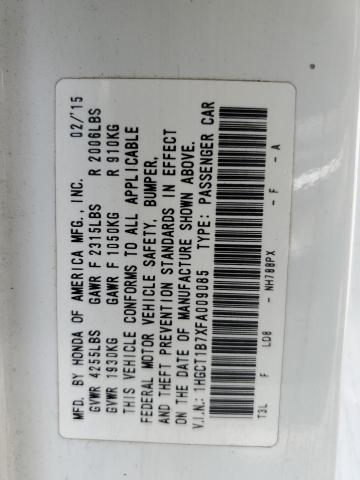 MFD. BY HONDA OF AMERICA MFG., INC. 02/'15
GVWR 4255LBS GAWR F 2315LBS R 2006LBS
GVWR 1930KG GAWR F 1050KG R 910KG
THIS VEHICLE CONFORMS TO ALL APPLICABLE
FEDERAL MOTOR VEHICLE SAFETY, BUMPER,
AND THEFT PREVENTION STANDARDS IN EFFECT
ON THE DATE OF MANUFACTURE SHOWN ABOVE.
V.I.N.: 1HGCT1B7XFA009085 TYPE: PASSENGER CAR
T3L F LD8 - NH788PX - F - A